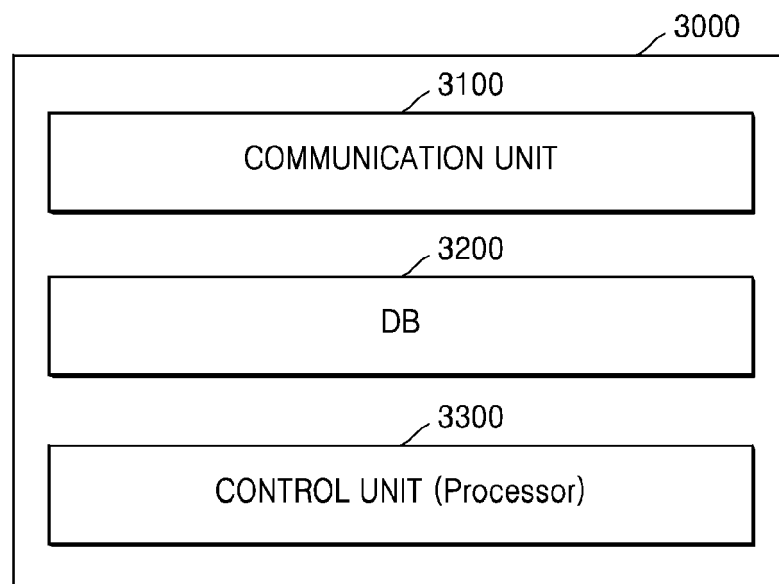 3000
3100
COMMUNICATION UNIT
3200
DB
3300
CONTROL UNIT (Processor)